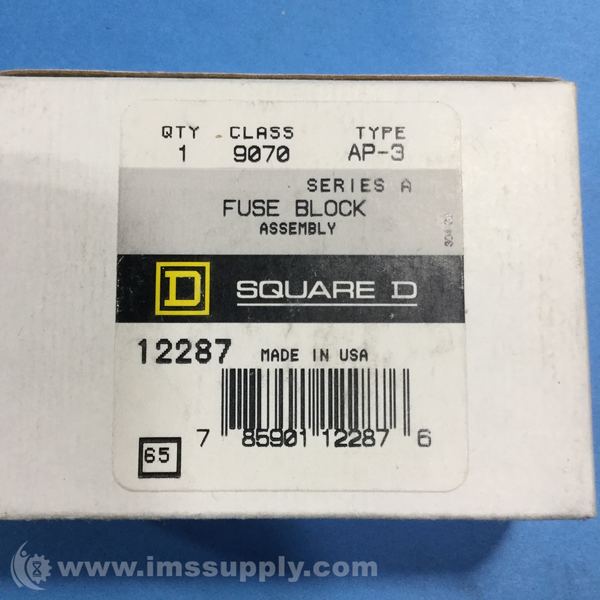 QTY CLASS TYPE
1 9070 AP-3
SERIES A
FUSE BLOCK
ASSEMBLY
D SQUARE D
12287 MADE IN USA
7 85901 12287 6
65
www.imssupply.com